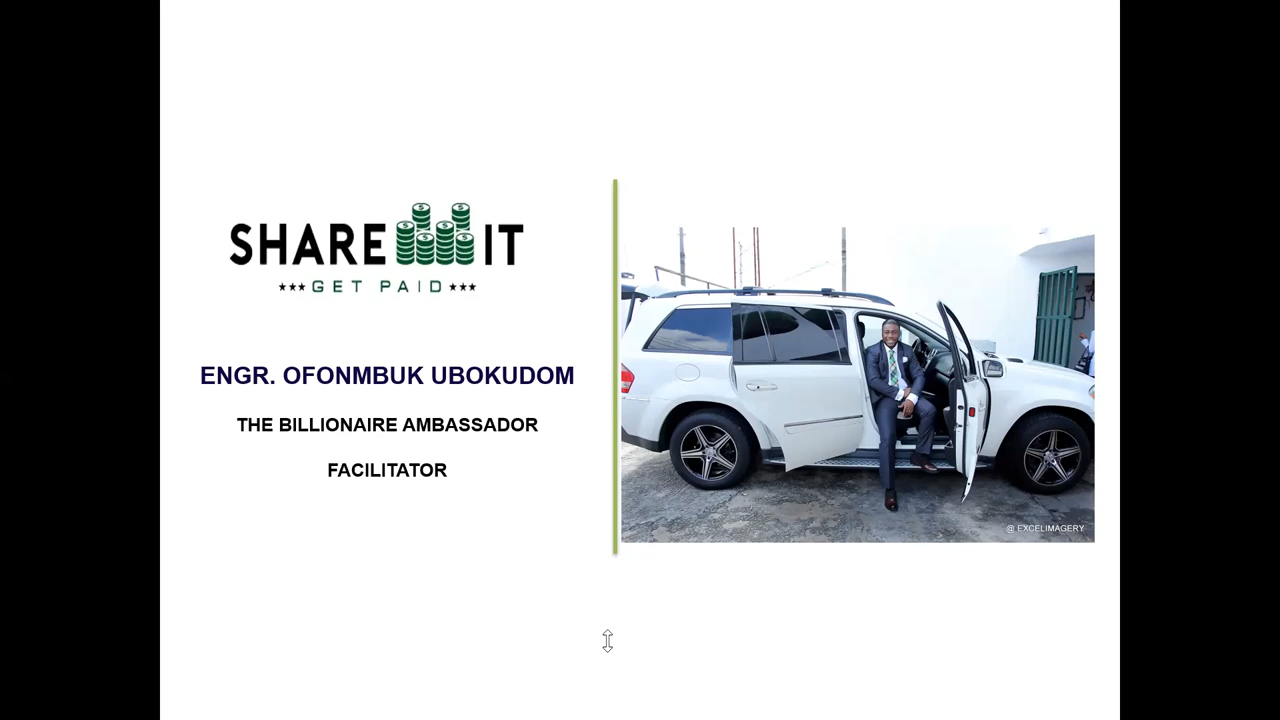 SHARE IT
*** GET PAID ***
ENGR. OFONMBUK UBOKUDOM
THE BILLIONAIRE AMBASSADOR
FACILITATOR
@ EXCELIMAGERY